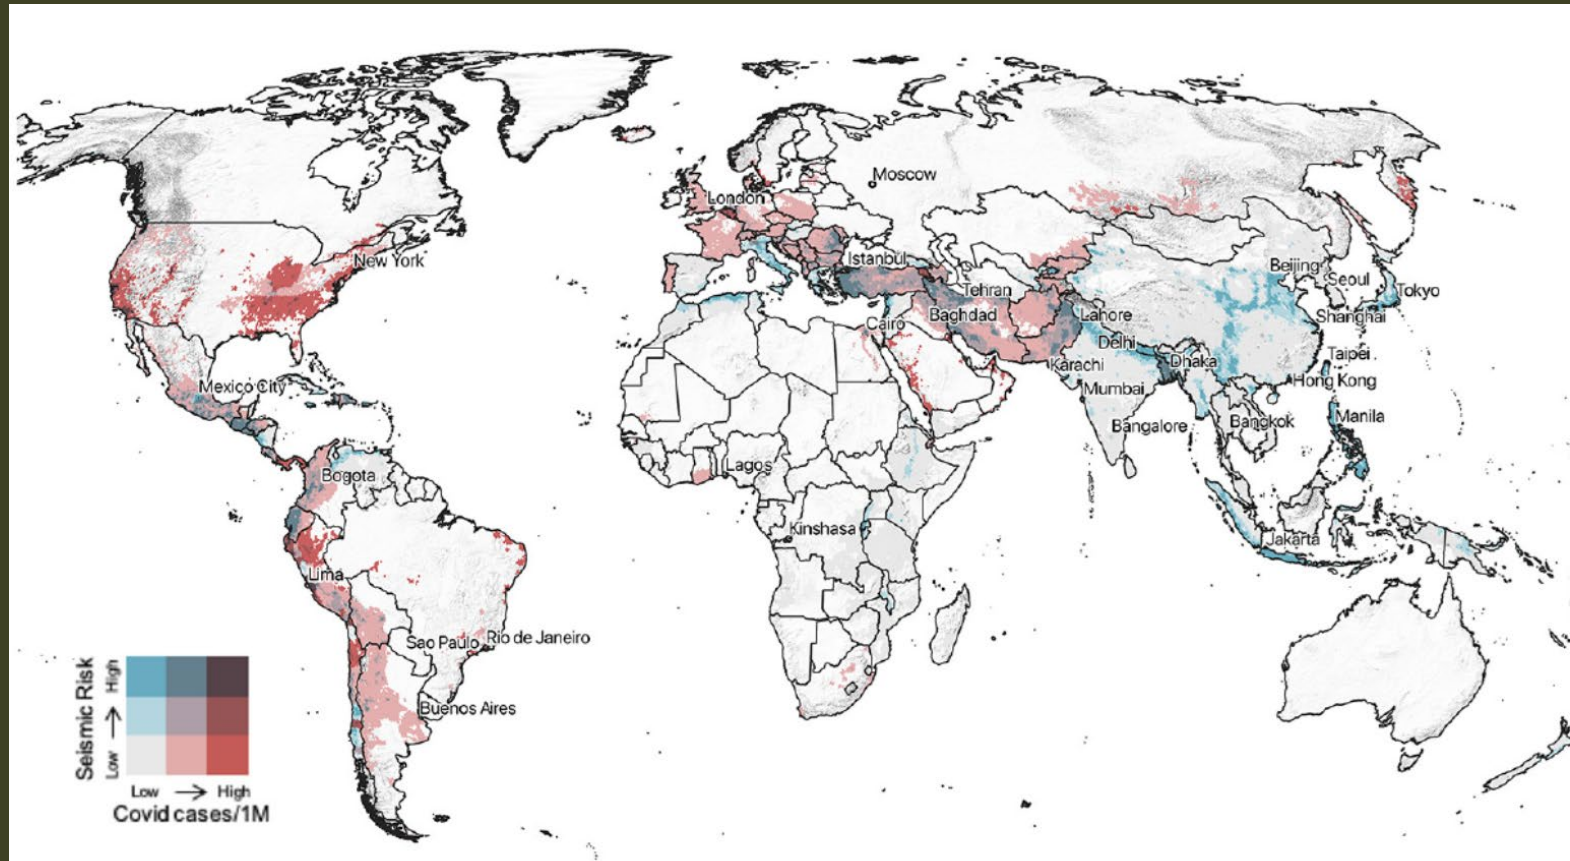 Moscow
London
New York
Istanbul
Beijing
Seoul
Tokyo
Tehran
Baghdad
Lahore
Shanghai
Cairo
Delhi
Dhaka
Taipei
Karachi
Hong Kong
Mexico City
Mumbai
Manila
Bangalore
Bangkok
Bogota
Lagos
Kinshasa
Jakarta
Lima
Sao Paulo
Rio de Janeiro
Buenos Aires
Seismic Risk
Low
High
Low
High
Covid cases/1M